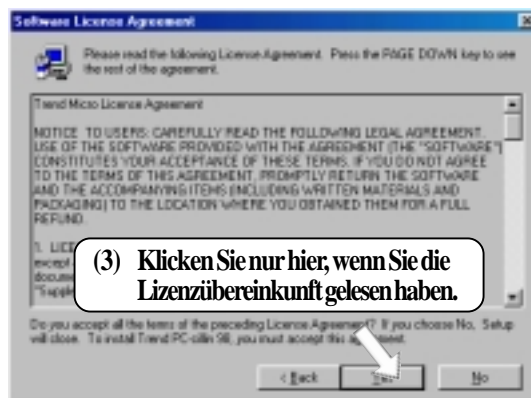 Software License Agreement
Please read the following License Agreement. Press the PAGE DOWN key to see
the rest of the agreement.
Trend Micro License Agreement
NOTICE TO USERS: CAREFULLY READ THE FOLLOWING LEGAL AGREEMENT.
USE OF THE SOFTWARE PROVIDED WITH THE AGREEMENT (THE "SOFTWARE")
CONSTITUTES YOUR ACCEPTANCE OF THESE TERMS. IF YOU DO NOT AGREE
TO THE TERMS OF THIS AGREEMENT, PROMPTLY RETURN THE SOFTWARE
AND THE ACCOMPANYING ITEMS (INCLUDING WRITTEN MATERIALS AND
PACKAGING) TO THE LOCATION WHERE YOU OBTAINED THEM FOR A FULL
REFUND.
1. LICE
except
docume
"Supple
(3) Klicken Sie nur hier, wenn Sie die
Lizenzübereinkunft gelesen haben.
Do you accept all the terms of the preceding License Agreement? If you choose No, Setup
will close. To install Trend PC-cillin 98, you must accept this agreement.
< Back Yes No